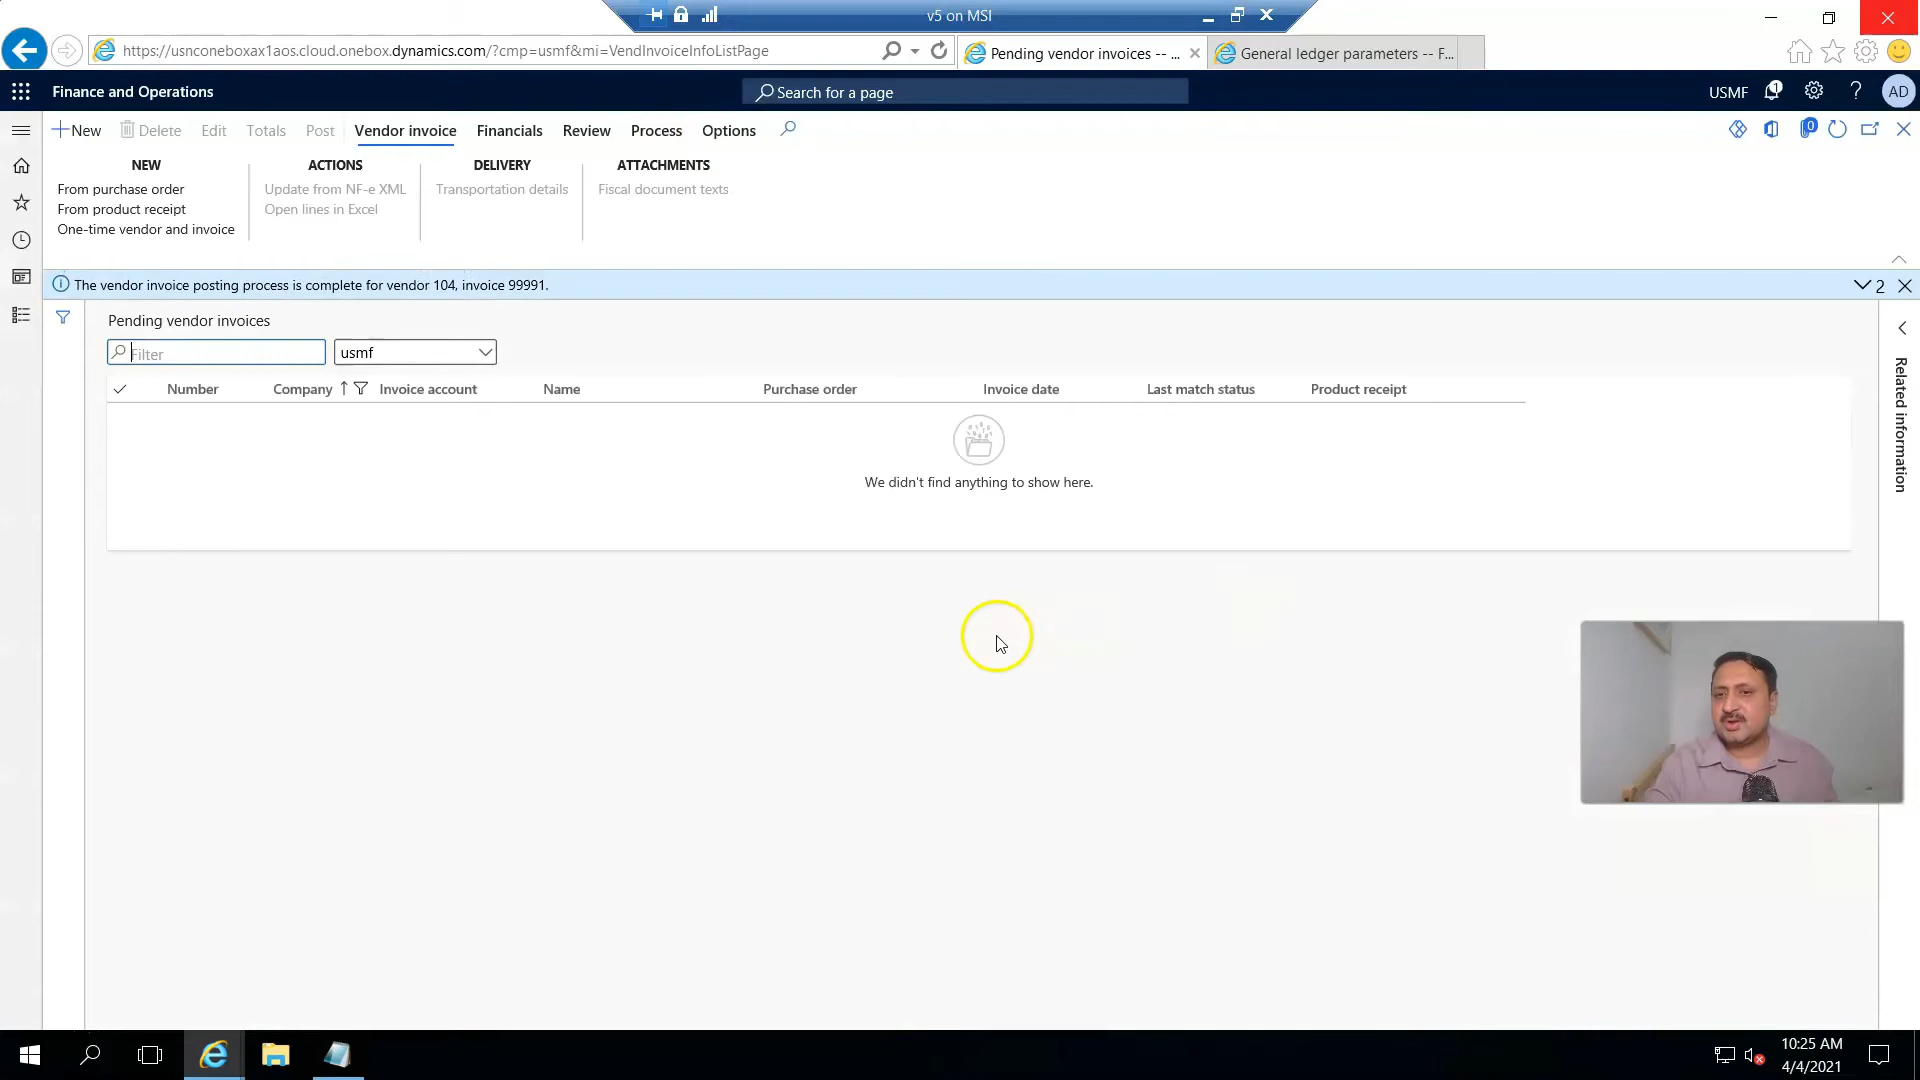 v5 on MSI
https://usnconeboxax1aos.cloud.onebox.dynamics.com/?cmp=usmf&mi=VendInvoiceInfoListPage
Pending vendor invoices -- ...
General ledger parameters -- F...
Finance and Operations
Search for a page
USMF
1
?
AD
New
Delete
Edit
Totals
Post
Vendor invoice
Financials
Review
Process
Options
0
NEW
From purchase order
From product receipt
One-time vendor and invoice
ACTIONS
Update from NF-e XML
Open lines in Excel
DELIVERY
Transportation details
ATTACHMENTS
Fiscal document texts
The vendor invoice posting process is complete for vendor 104, invoice 99991.
2
Pending vendor invoices
Filter
usmf
Number
Company
Invoice account
Name
Purchase order
Invoice date
Last match status
Product receipt
We didn't find anything to show here.
Related information
10:25 AM
4/4/2021